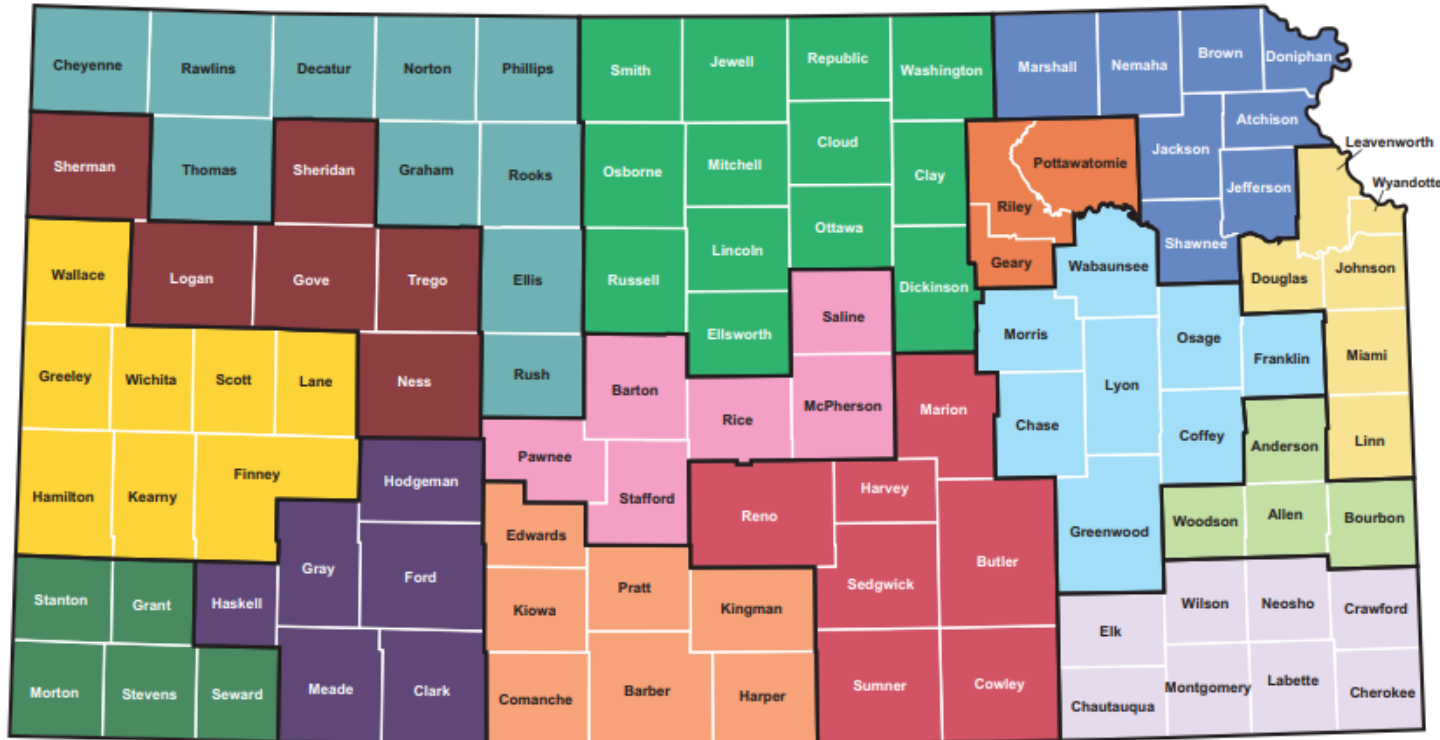 Cheyenne
Rawlins
Decatur
Norton
Phillips
Smith
Jewell
Republic
Washington
Marshall
Nemaha
Brown
Doniphan
Sherman
Thomas
Sheridan
Graham
Rooks
Osborne
Mitchell
Cloud
Clay
Riley
Pottawatomie
Jackson
Atchison
Jefferson
Leavenworth
Wyandotte
Wallace
Logan
Gove
Trego
Ellis
Russell
Lincoln
Ottawa
Dickinson
Geary
Wabaunsee
Shawnee
Douglas
Johnson
Ellsworth
Saline
Morris
Osage
Franklin
Miami
Greeley
Wichita
Scott
Lane
Ness
Rush
Barton
Rice
McPherson
Marion
Chase
Lyon
Coffey
Anderson
Linn
Hamilton
Kearny
Finney
Hodgeman
Pawnee
Stafford
Reno
Harvey
Butler
Greenwood
Woodson
Allen
Bourbon
Edwards
Gray
Ford
Stanton
Grant
Haskell
Kiowa
Pratt
Kingman
Sedgwick
Elk
Wilson
Neosho
Crawford
Morton
Stevens
Seward
Meade
Clark
Comanche
Barber
Harper
Sumner
Cowley
Chautauqua
Montgomery
Labette
Cherokee